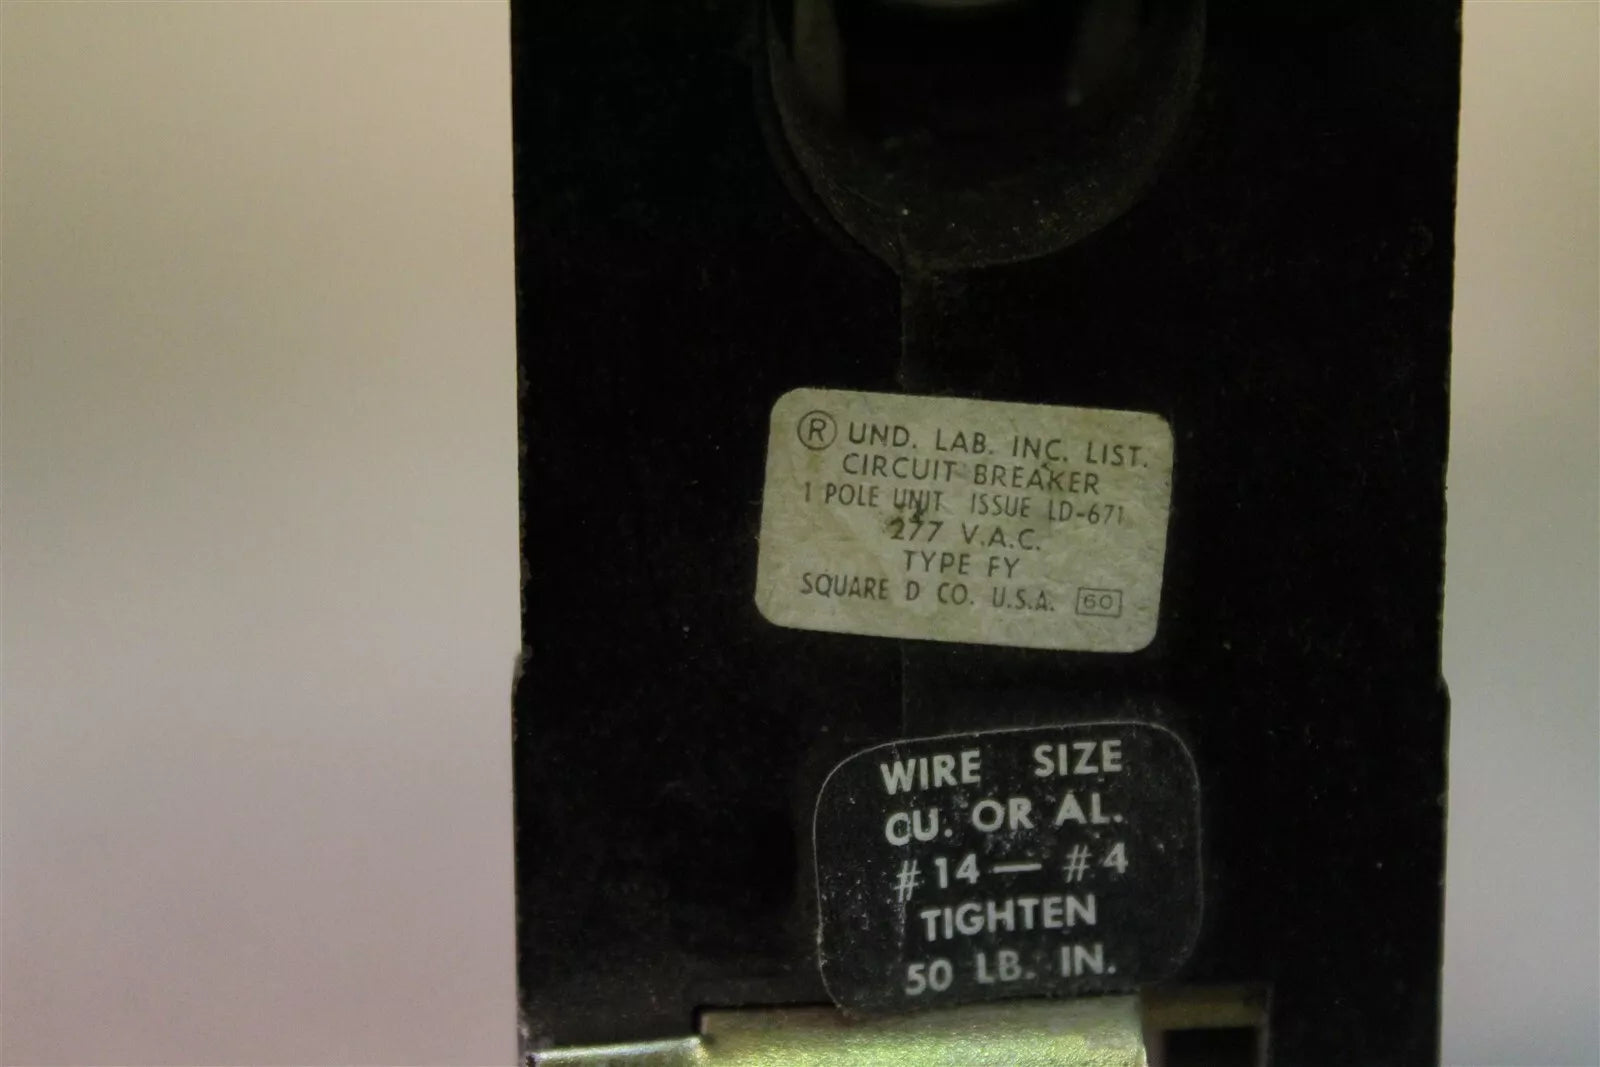 ® UND. LAB. INC. LIST.
CIRCUIT BREAKER
1 POLE UNIT ISSUE LD-671
277 V.A.C.
TYPE FY
SQUARE D CO. U.S.A. 60
WIRE SIZE
CU. OR AL.
#14 — #4
TIGHTEN
50 LB. IN.